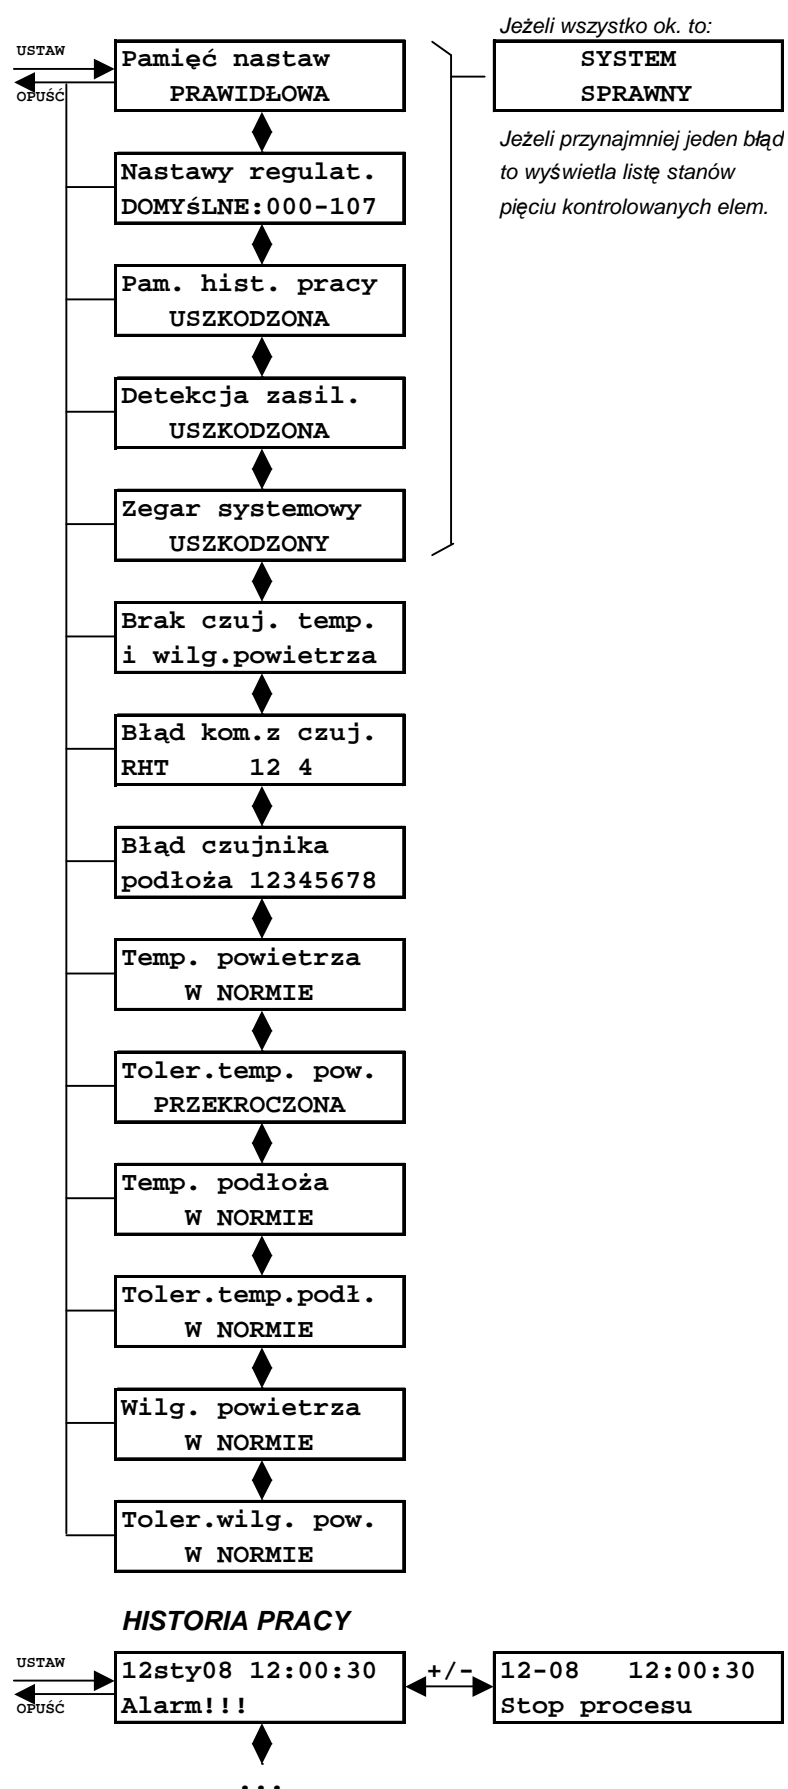 Jeżeli wszystko ok. to:
USTAW
OPUŚĆ
Pamięć nastaw
PRAWIDŁOWA
SYSTEM
SPRAWNY
Jeżeli przynajmniej jeden błąd
to wyświetla listę stanów
pięciu kontrolowanych elem.
Nastawy regulat.
DOMYśLNE:000-107
Pam. hist. pracy
USZKODZONA
Detekcja zasil.
USZKODZONA
Zegar systemowy
USZKODZONY
Brak czuj. temp.
i wilg.powietrza
Błąd kom.z czuj.
RHT 12 4
Błąd czujnika
podłoża 12345678
Temp. powietrza
W NORMIE
Toler.temp. pow.
PRZEKROCZONA
Temp. podłoża
W NORMIE
Toler.temp.podł.
W NORMIE
Wilg. powietrza
W NORMIE
Toler.wilg. pow.
W NORMIE
HISTORIA PRACY
USTAW
OPUŚĆ
12sty08 12:00:30
Alarm!!!
+/-
12-08 12:00:30
Stop procesu
...